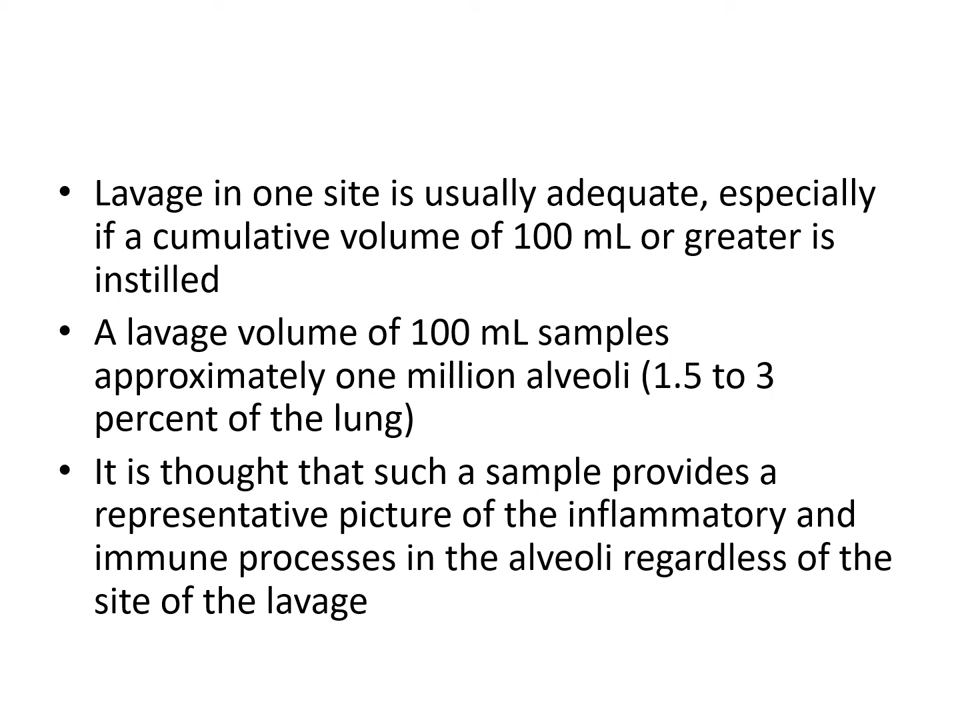 • Lavage in one site is usually adequate, especially
if a cumulative volume of 100 mL or greater is
instilled
• A lavage volume of 100 mL samples
approximately one million alveoli (1.5 to 3
percent of the lung)
• It is thought that such a sample provides a
representative picture of the inflammatory and
immune processes in the alveoli regardless of the
site of the lavage